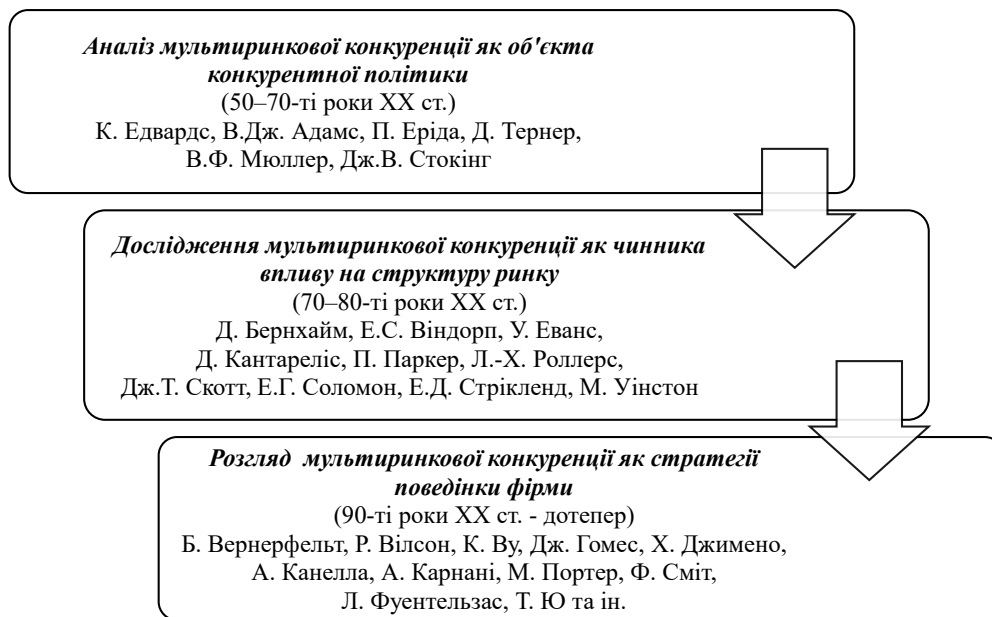 Аналіз мультиринкової конкуренції як об'єкта
конкурентної політики
(50–70-ті роки ХХ ст.)
К. Едвардс, В.Дж. Адамс, П. Еріда, Д. Тернер,
В.Ф. Мюллер, Дж.В. Стокінг
Дослідження мультиринкової конкуренції як чинника
впливу на структуру ринку
(70–80-ті роки ХХ ст.)
Д. Бернхайм, Е.С. Віндорп, У. Еванс,
Д. Кантареліс, П. Паркер, Л.-Х. Роллерс,
Дж.Т. Скотт, Е.Г. Соломон, Е.Д. Стрікленд, М. Уінстон
Розгляд мультиринкової конкуренції як стратегії
поведінки фірми
(90-ті роки ХХ ст. - дотепер)
Б. Вернерфельт, Р. Вілсон, К. Ву, Дж. Гомес, Х. Джимено,
А. Канелла, А. Карнані, М. Портер, Ф. Сміт,
Л. Фуентельзас, Т. Ю та ін.